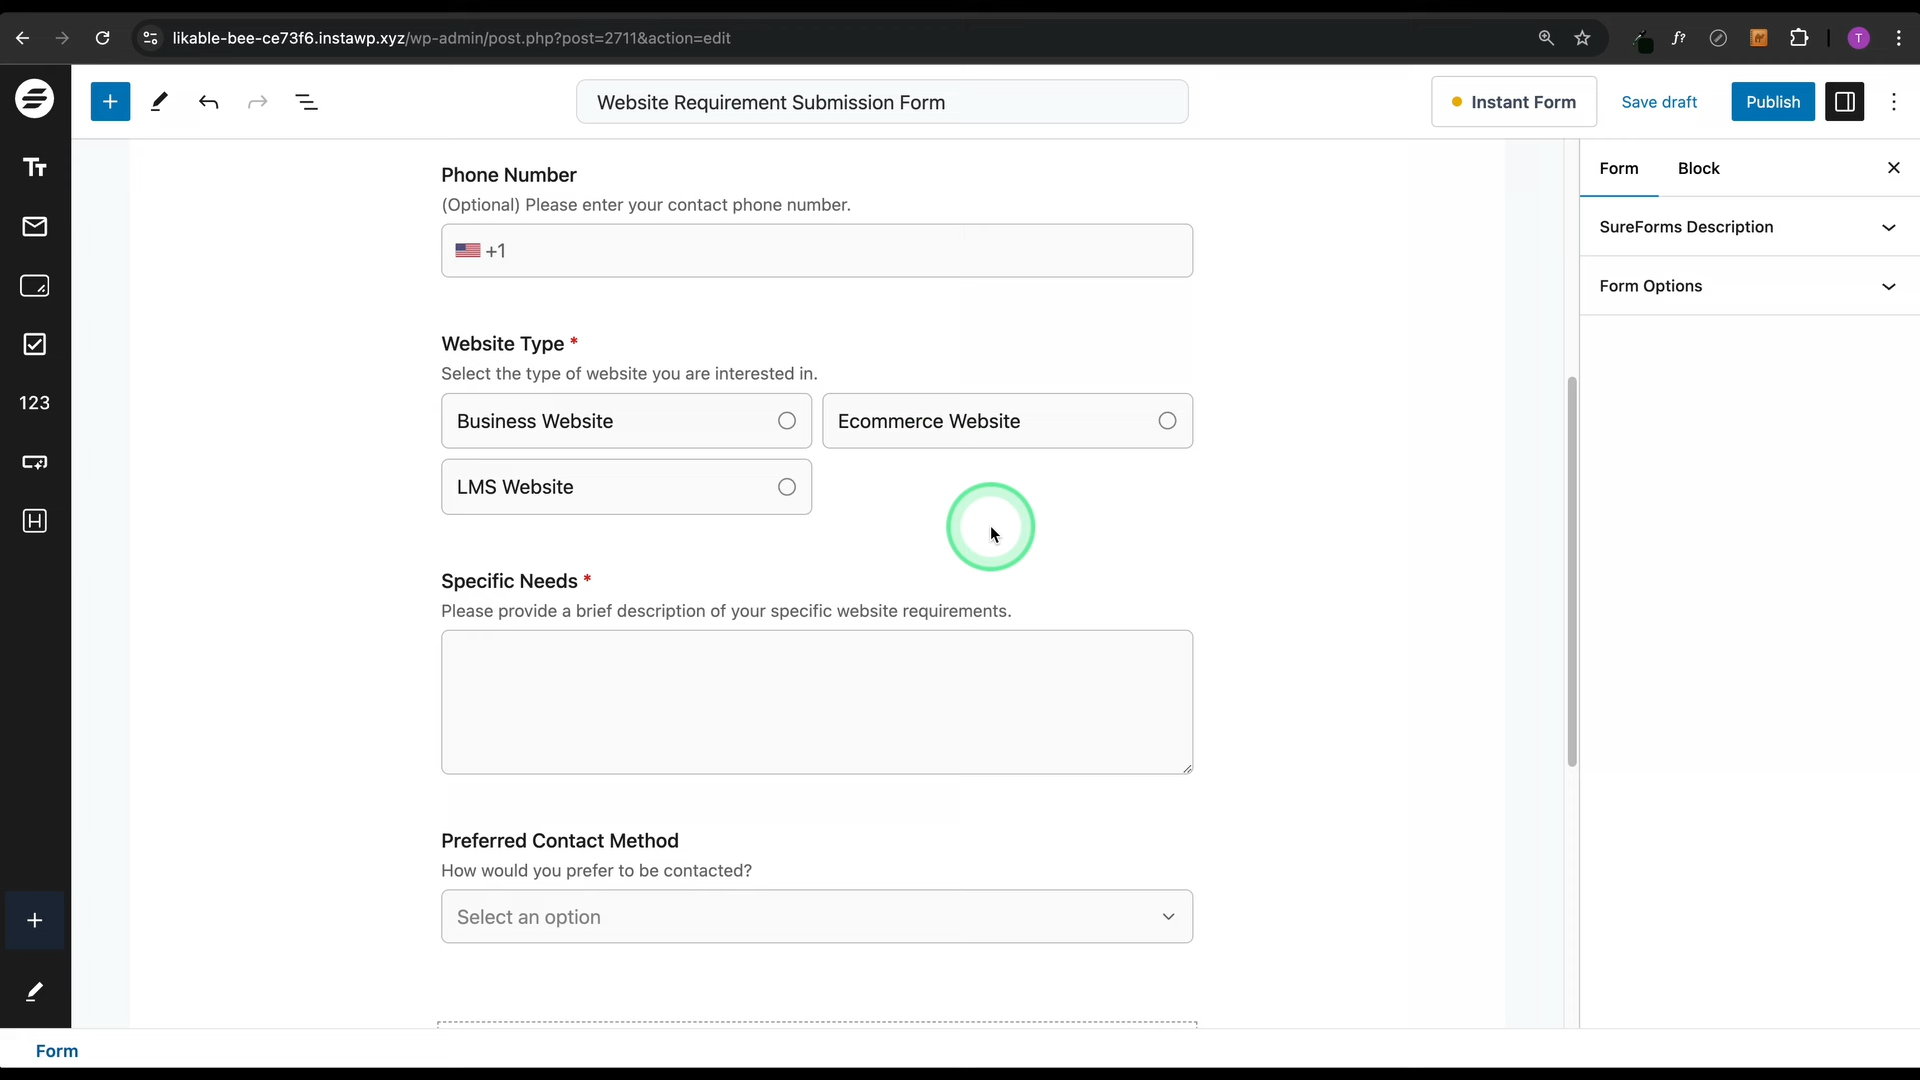 likable-bee-ce73f6.instawp.xyz/wp-admin/post.php?post=2711&action=edit
f?
T
Website Requirement Submission Form
Instant Form
Save draft
Publish
Form
Block
SureForms Description
Form Options
Tт
123
H
Phone Number
(Optional) Please enter your contact phone number.
+1
Website Type *
Select the type of website you are interested in.
Business Website
Ecommerce Website
LMS Website
Specific Needs *
Please provide a brief description of your specific website requirements.
Preferred Contact Method
How would you prefer to be contacted?
Select an option
Form